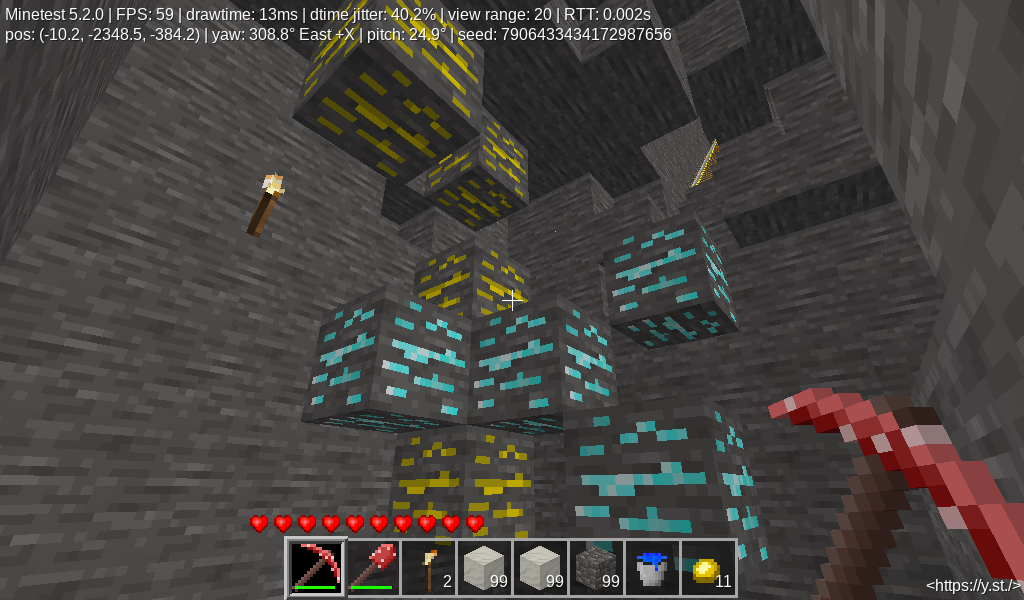 Minetest 5.2.0 | FPS: 59 | drawtime: 13ms | dtime jitter: 40.2% | view range: 20 | RTT: 0.002s
pos: (-10.2, -2348.5, -384.2) | yaw: 308.8° East +X | pitch: 24.9° | seed: 7906433434172987656
2 99 99 99 11
<https://y.st./>